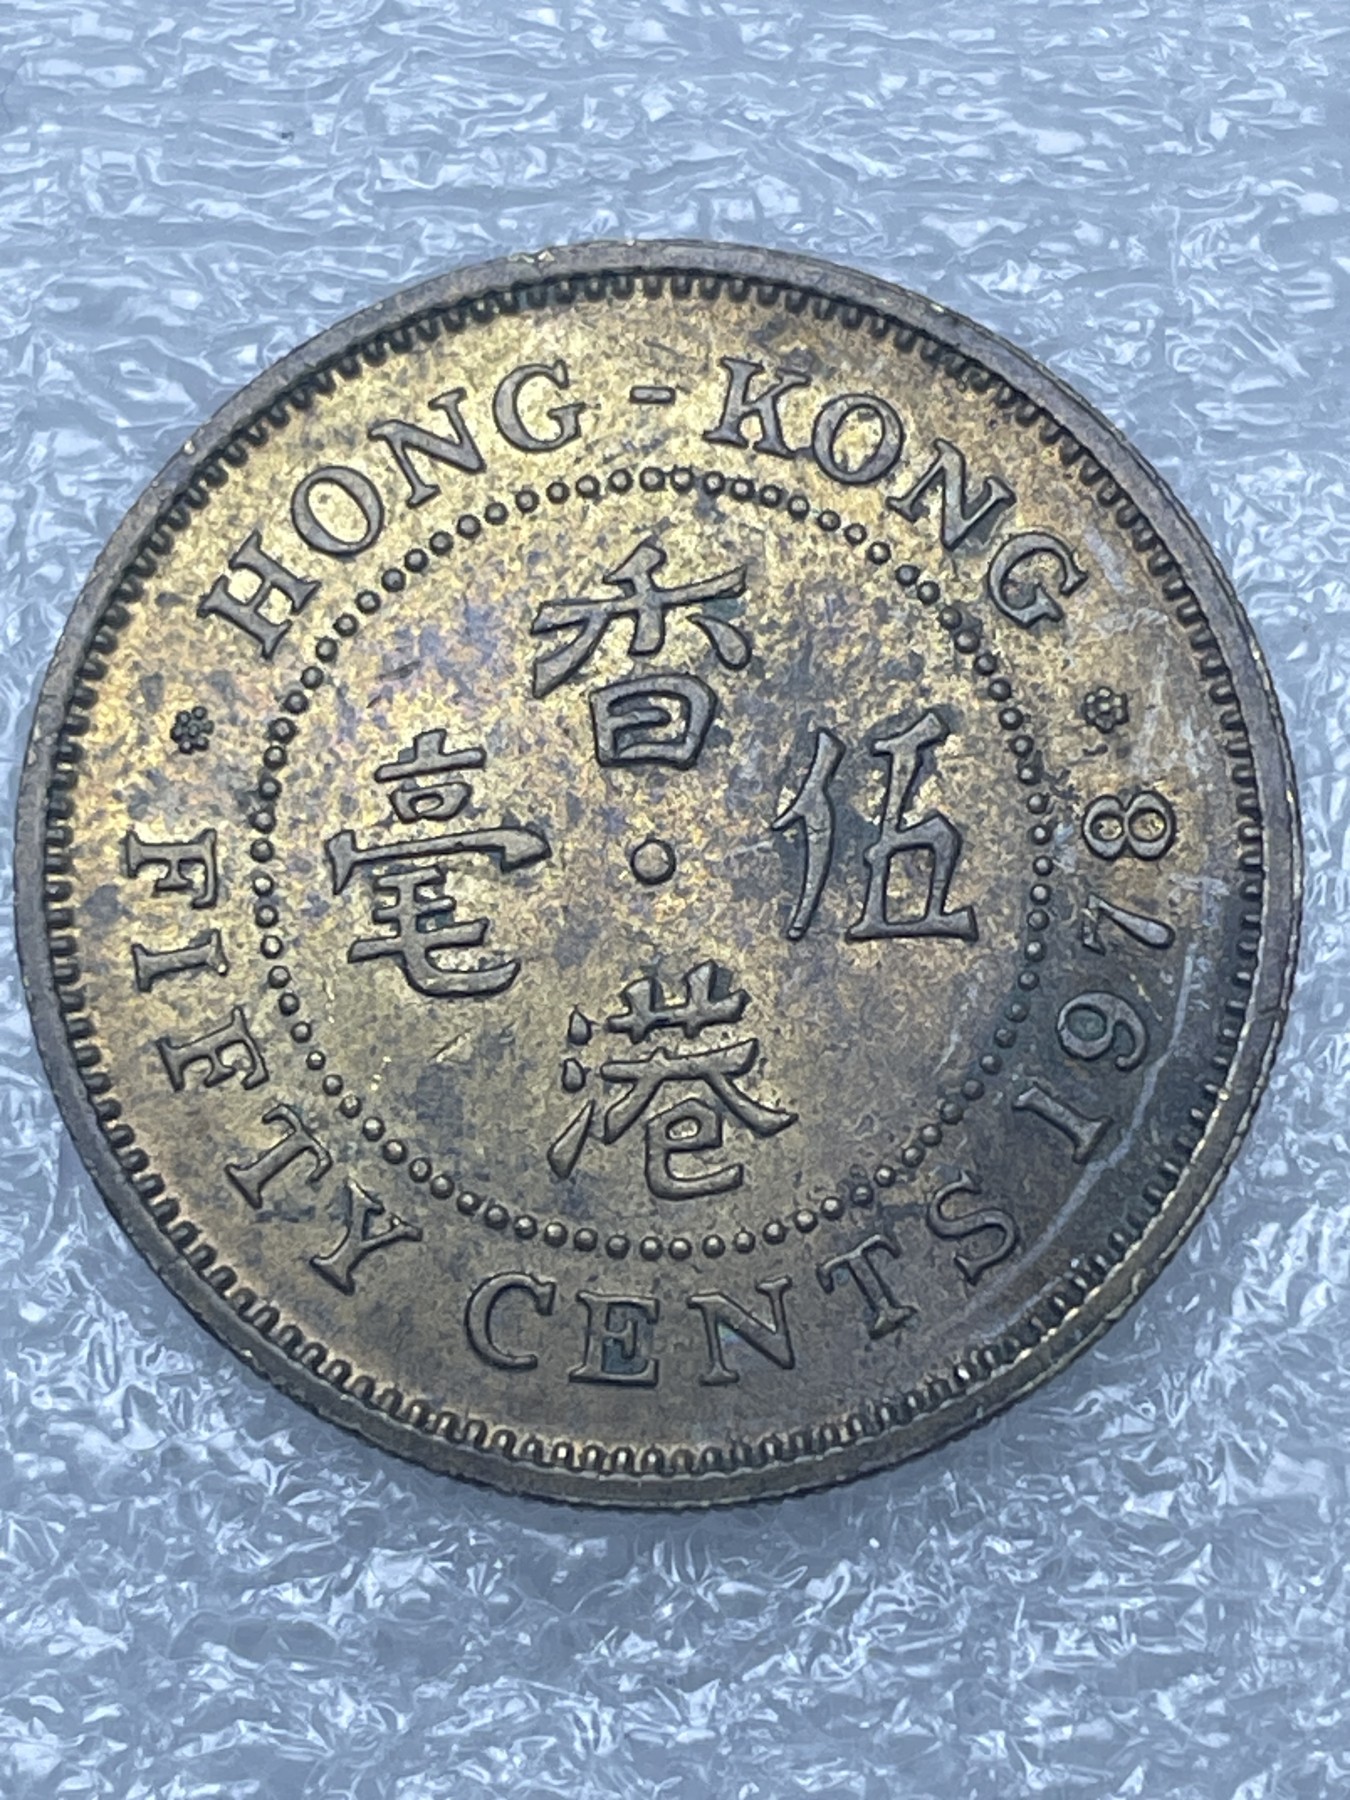 HONG-KONG
香港
伍毫
FIFTY CENTS 1978